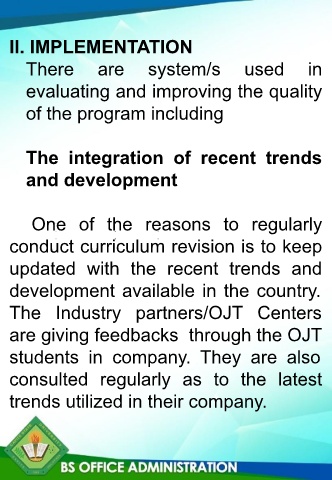 II. IMPLEMENTATION
There are system/s used in
evaluating and improving the quality
of the program including
The integration of recent trends
and development
One of the reasons to regularly
conduct curriculum revision is to keep
updated with the recent trends and
development available in the country.
The Industry partners/OJT Centers
are giving feedbacks through the OJT
students in company. They are also
consulted regularly as to the latest
trends utilized in their company.
BS OFFICE ADMINISTRATION